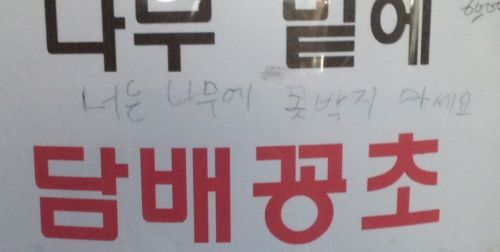 나무 밑에
너는 나무에 못박지 마세요
담배꽁초